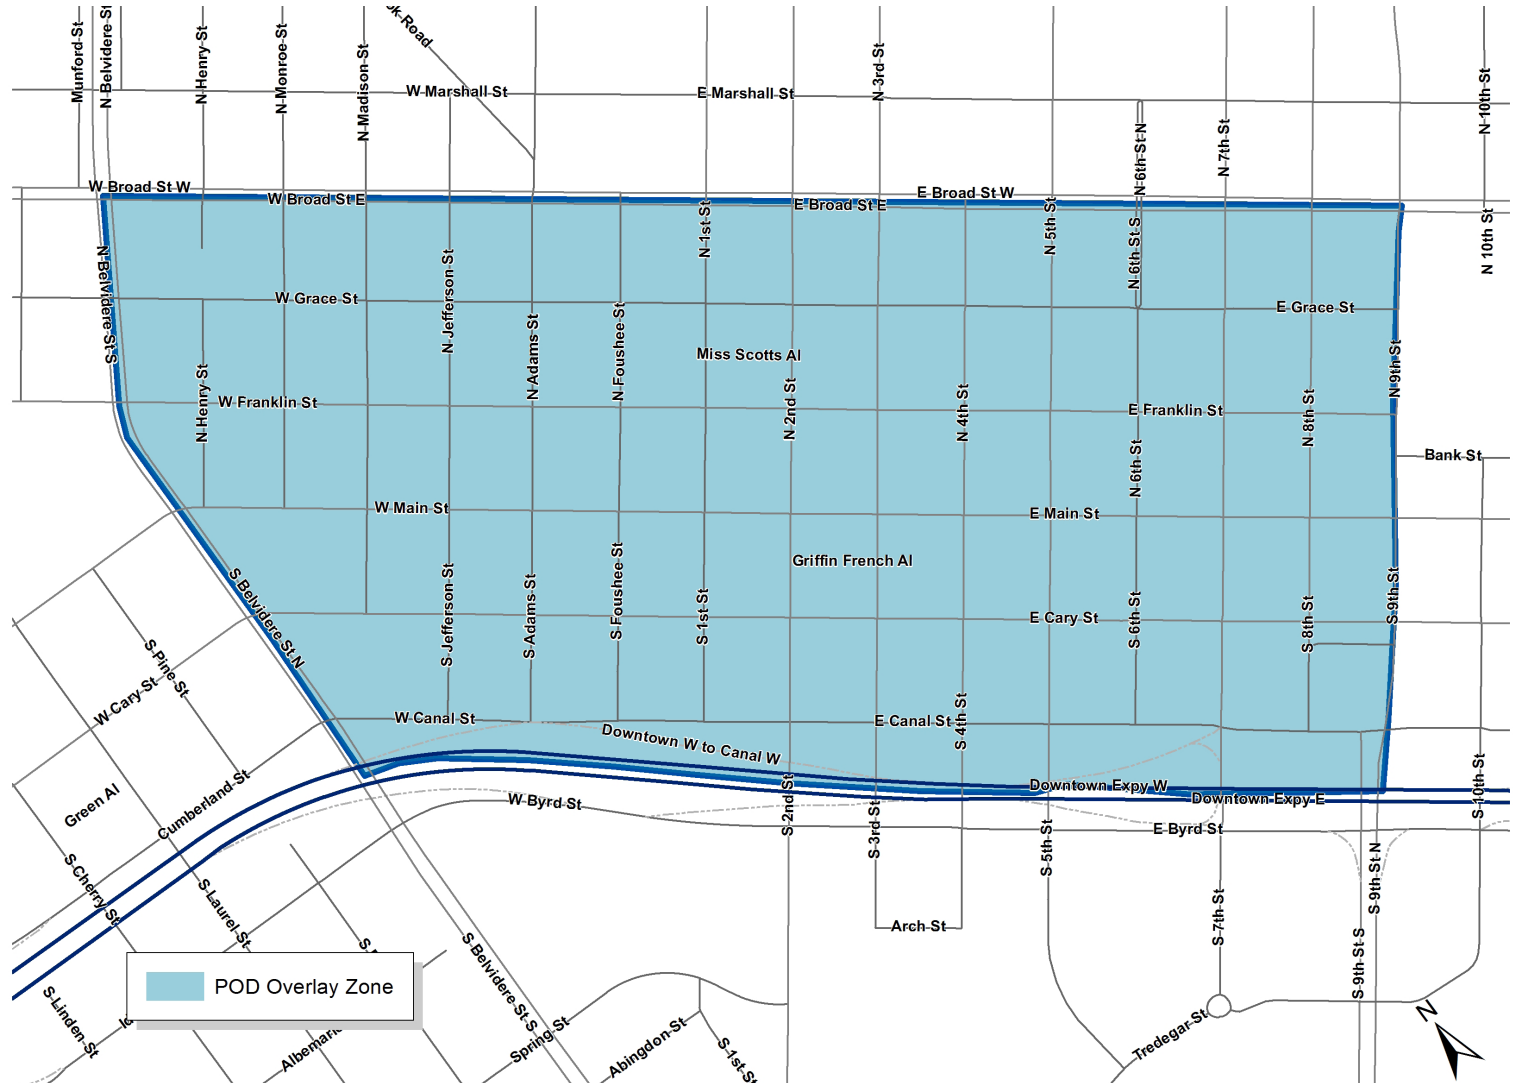 Munford St
N Belvidere St
N Henry St
N Monroe St
N Madison St
ok Road
N 3rd St
W Marshall St
E Marshall St
N 6th St N
N 7th St
N 10th St
W Broad St W
W Broad St E
E Broad St W
E Broad St E
N 1st St
N 5th St
N 6th St S
N 10th St
N Belvidere St S
W Grace St
N Jefferson St
N Adams St
N Foushee St
E Grace St
Miss Scotts Al
N 9th St
N Henry St
W Franklin St
N 2nd St
N 4th St
E Franklin St
N 8th St
N 6th St
Bank St
W Main St
E Main St
Griffin French Al
S Belvidere St N
S Jefferson St
S Adams St
S Foushee St
S 1st St
E Cary St
S 6th St
S 8th St
S 9th St
S Pine St
W Cary St
W Canal St
E Canal St
S 4th St
Downtown W to Canal W
Downtown Expy W
Downtown Expy E
S 10th St
Green Al
Cumberland St
W Byrd St
S 2nd St
S 3rd St
E Byrd St
S 5th St
S Cherry St
S Laurel St
Arch St
S 7th St
S 9th St N
S 9th St S
S Belvidere St S
POD Overlay Zone
S Linden St
Albemarle
Spring St
Abingdon St
S 1st St
Tredegar St
N